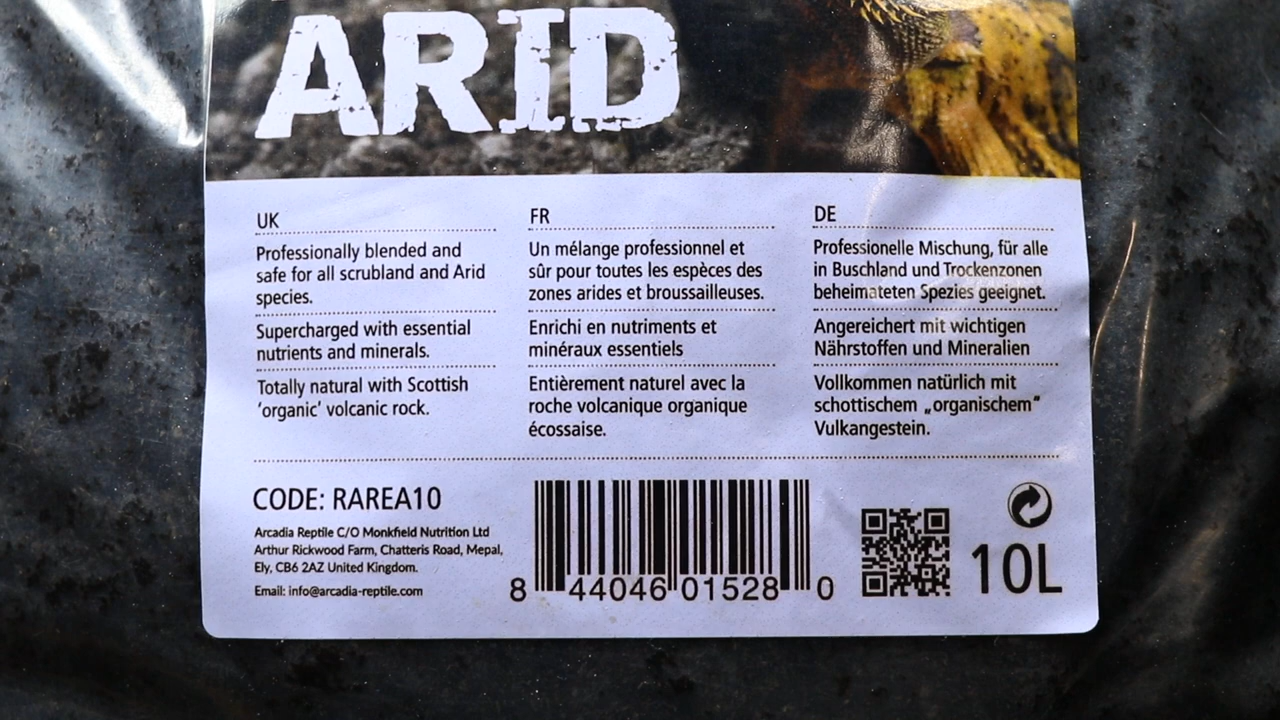 ARID
UK
Professionally blended and
safe for all scrubland and Arid
species.
Supercharged with essential
nutrients and minerals.
Totally natural with Scottish
‘organic’ volcanic rock.
FR
Un mélange professionnel et
sûr pour toutes les espèces des
zones arides et broussailleuses.
Enrichi en nutriments et
minéraux essentiels
Entièrement naturel avec la
roche volcanique organique
écossaise.
DE
Professionelle Mischung, für alle
in Buschland und Trockenzonen
beheimateten Spezies geeignet.
Angereichert mit wichtigen
Nährstoffen und Mineralien
Vollkommen natürlich mit
schottischem „organischem”
Vulkangestein.
CODE: RAREA10
Arcadia Reptile C/O Monkfield Nutrition Ltd
Arthur Rickwood Farm, Chatteris Road, Mepal,
Ely, CB6 2AZ United Kingdom.
Email: info@arcadia-reptile.com
8 44046 01528 0
10L